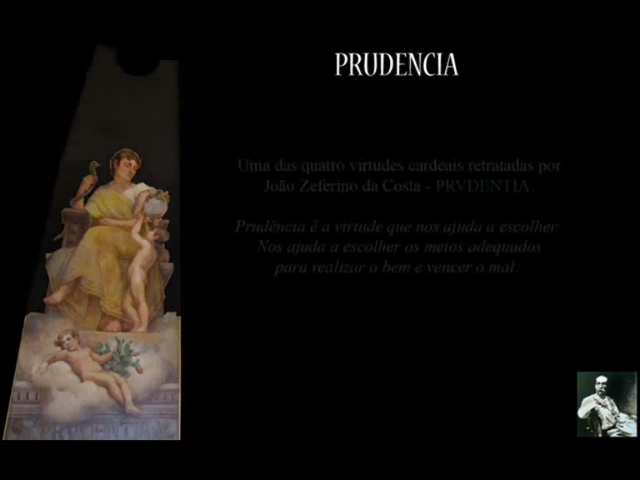 PRUDENCIA
Uma das quatro virtudes cardeais retratadas por
João Zeferino da Costa - PRVDENTIA.
Prudência é a virtude que nos ajuda a escolher.
Nos ajuda a escolher os meios adequados
para realizar o bem e vencer o mal.
PRVDENTIA